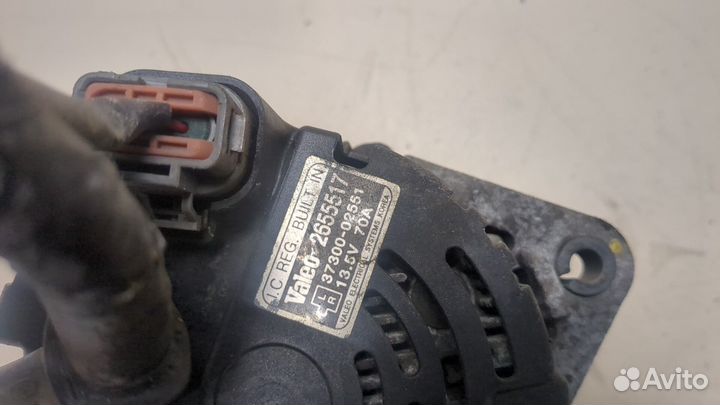 I.C REG. BUILT IN
Valeo 2655517
L 37300-02551
R 13.5V 70A
VALEO ELECTRICAL SYSTEMS KOREA
Avito